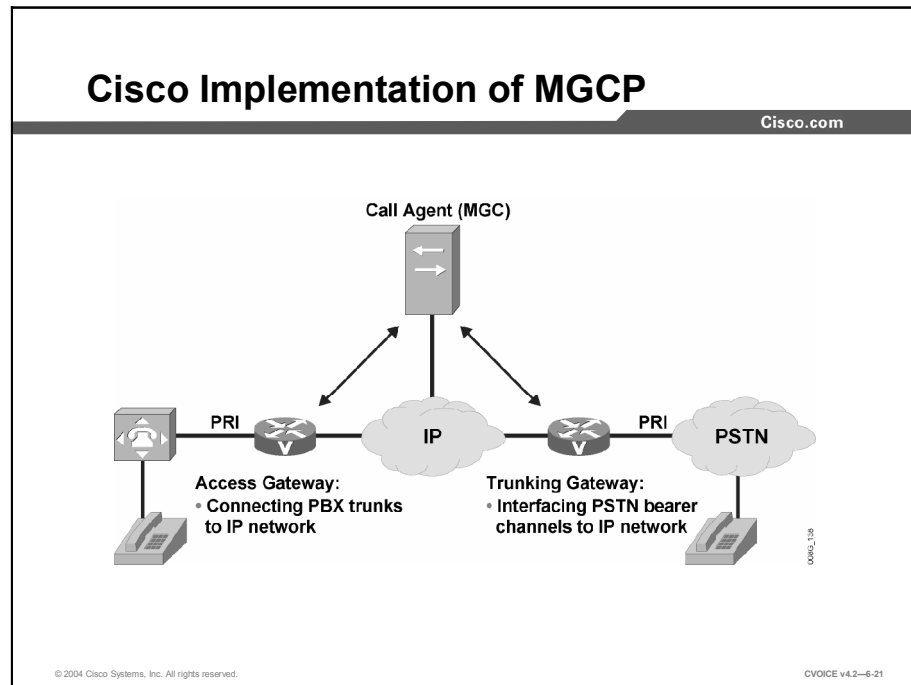 Cisco Implementation of MGCP
Cisco.com
Call Agent (MGC)
PRI
V
IP
V
PRI
PSTN
Access Gateway:
• Connecting PBX trunks
to IP network
Trunking Gateway:
• Interfacing PSTN bearer
channels to IP network
© 2004 Cisco Systems, Inc. All rights reserved.
CVOICE v4.2—6-21